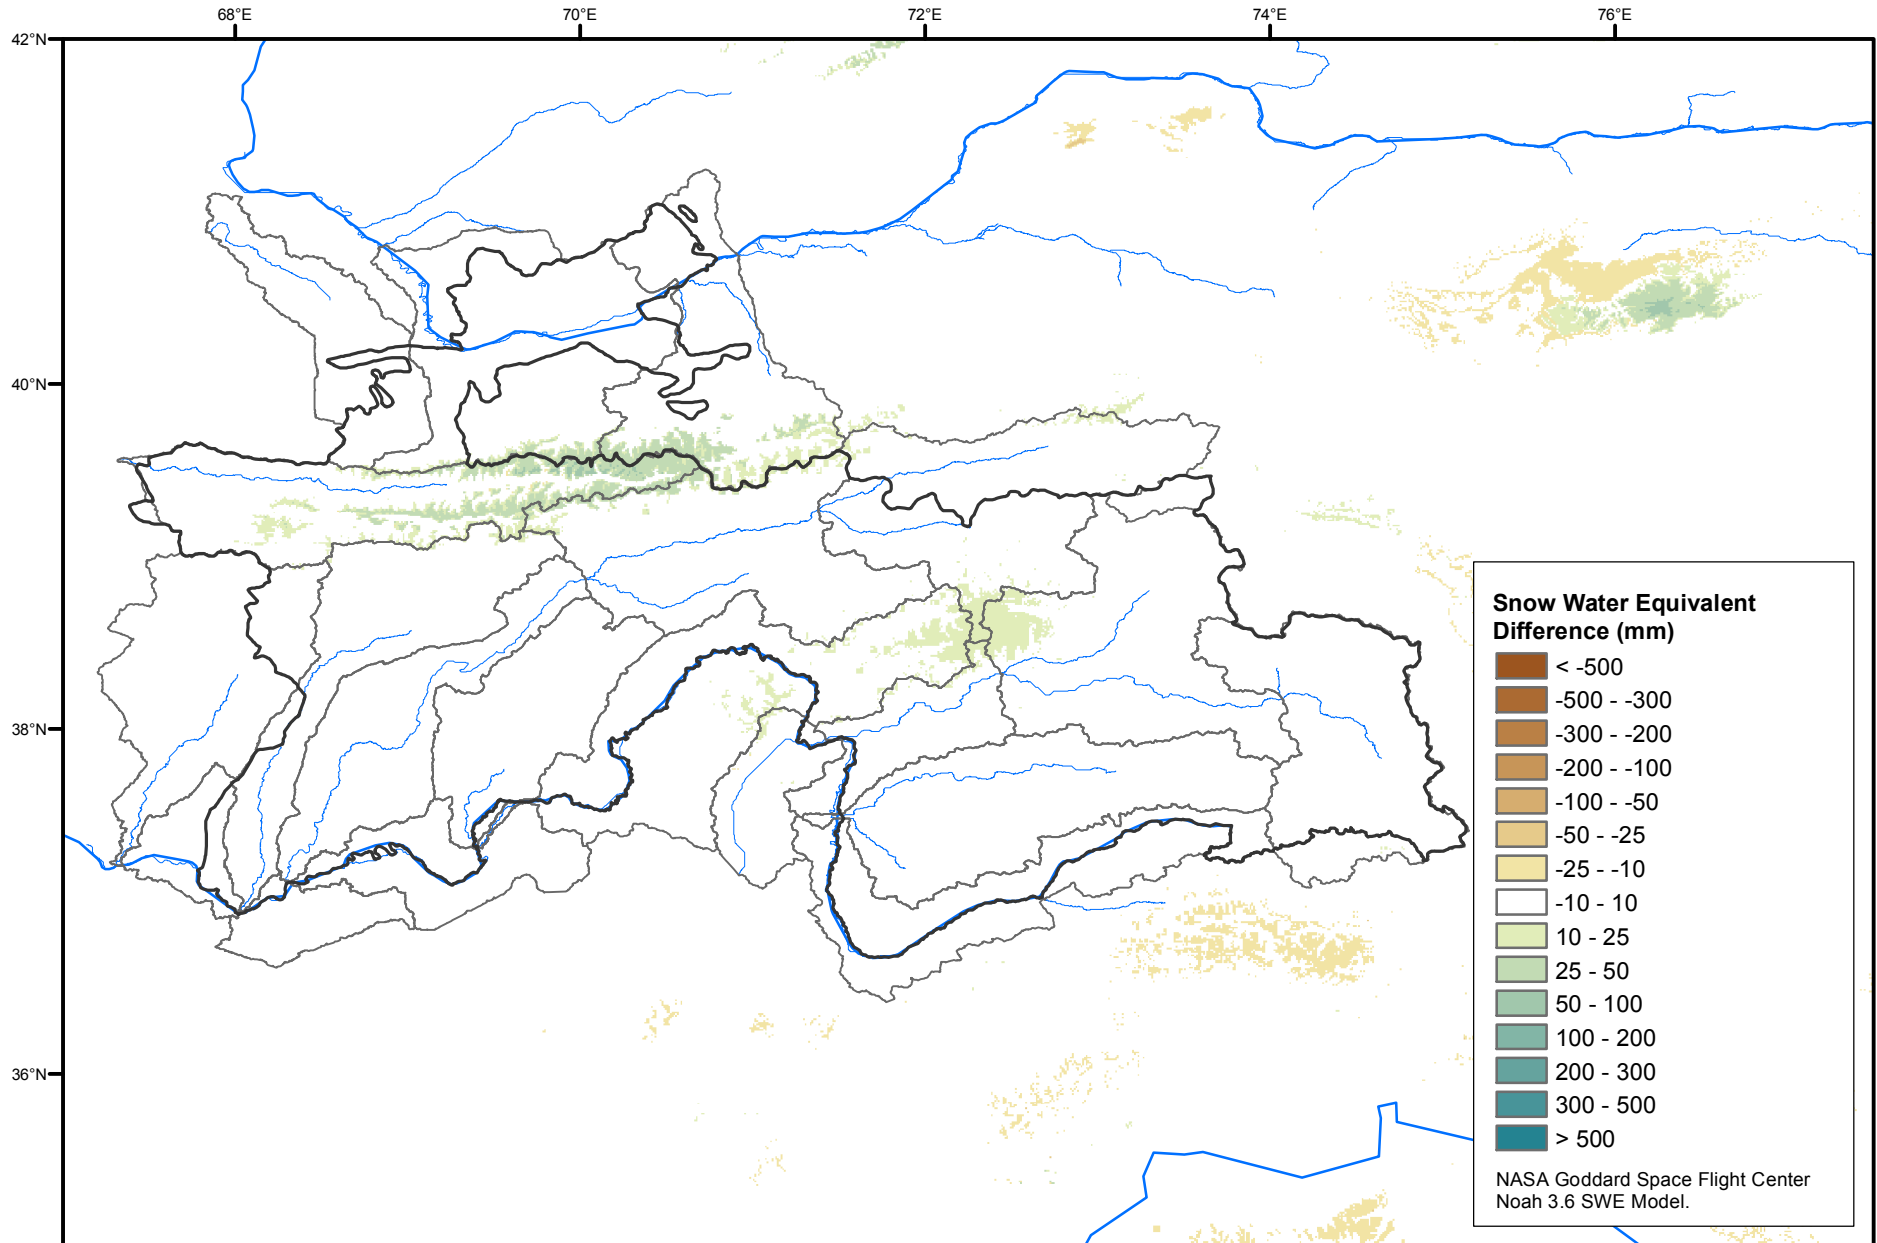 68°E
70°E
72°E
74°E
76°E
42°N
40°N
38°N
36°N
Snow Water Equivalent
Difference (mm)
< -500
-500 - -300
-300 - -200
-200 - -100
-100 - -50
-50 - -25
-25 - -10
-10 - 10
10 - 25
25 - 50
50 - 100
100 - 200
200 - 300
300 - 500
> 500
NASA Goddard Space Flight Center
Noah 3.6 SWE Model.